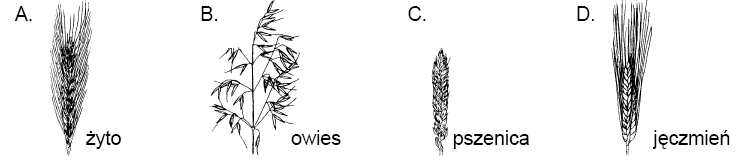 A. B. C. D.
żyto owies pszenica jęczmień